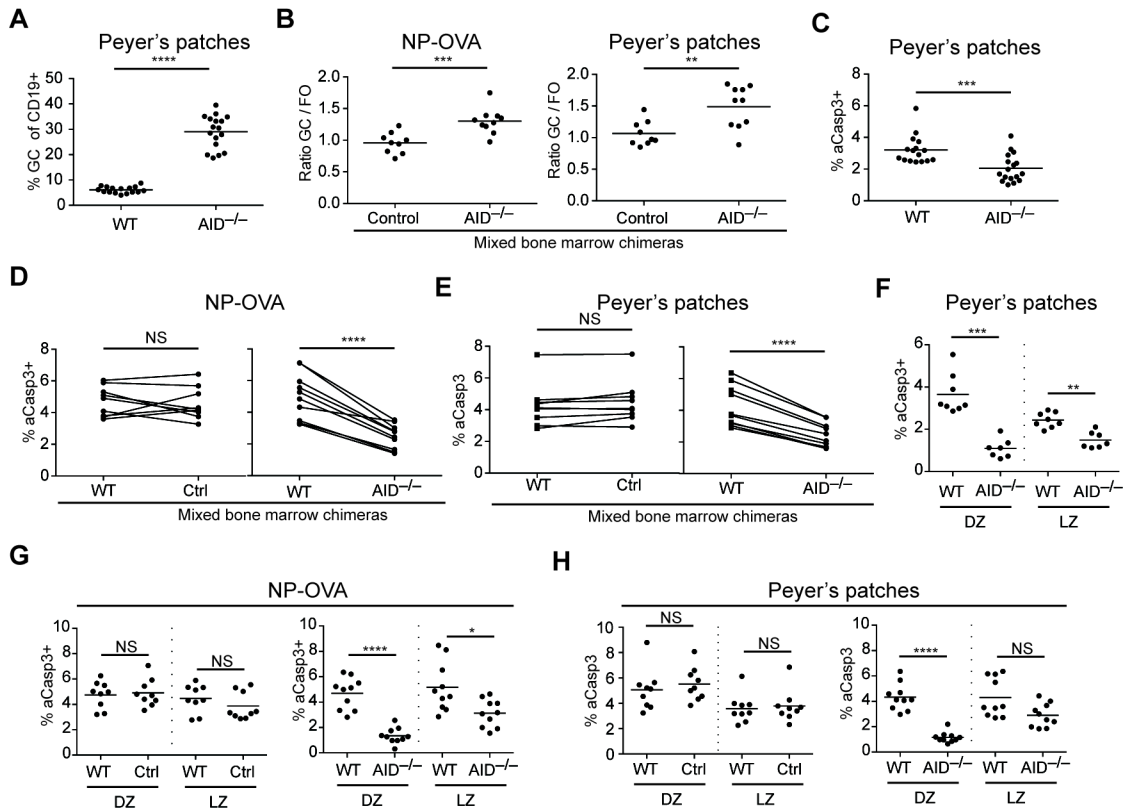 A
Peyer's patches
****
% GC of CD19+
50
40
30
20
10
0
WT
AID–/–
B
NP-OVA
***
Ratio GC / FO
2.0
1.5
1.0
0.5
0.0
Control
AID–/–
Peyer's patches
**
Ratio GC / FO
2.0
1.5
1.0
0.5
0.0
Control
AID–/–
Mixed bone marrow chimeras
C
Peyer's patches
***
% aCasp3+
8
6
4
2
0
WT
AID–/–
D
NP-OVA
NS
****
% aCasp3+
8
6
4
2
0
WT
Ctrl
WT
AID–/–
Mixed bone marrow chimeras
E
Peyer's patches
NS
****
% aCasp3
8
6
4
2
0
WT
Ctrl
WT
AID–/–
Mixed bone marrow chimeras
F
Peyer's patches
***
**
% aCasp3+
6
4
2
0
WT
AID–/–
WT
AID–/–
DZ
LZ
G
NP-OVA
NS
NS
% aCasp3+
10
8
6
4
2
0
WT
Ctrl
WT
Ctrl
DZ
LZ
****
*
% aCasp3+
10
8
6
4
2
0
WT
AID–/–
WT
AID–/–
DZ
LZ
H
Peyer's patches
NS
NS
% aCasp3
10
8
6
4
2
0
WT
Ctrl
WT
Ctrl
DZ
LZ
****
NS
% aCasp3
10
8
6
4
2
0
WT
AID–/–
WT
AID–/–
DZ
LZ